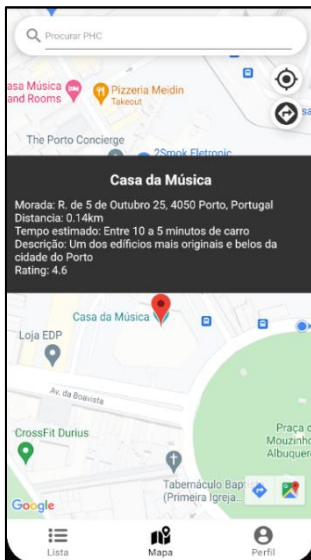 Procurar PHC
asa Música
and Rooms
Pizzeria Meidin
Takeout
The Porto Concierge
2Smok Eletronic
Casa da Música
Morada: R. de 5 de Outubro 25, 4050 Porto, Portugal
Distancia: 0.14km
Tempo estimado: Entre 10 a 5 minutos de carro
Descrição: Um dos edíficios mais originais e belos da
cidade do Porto
Rating: 4.6
Casa da Música
Loja EDP
Av. da Boavista
CrossFit Durius
Praça d
Mouzinho
Albuquer
Tabernáculo Bap
(Primeira Igreja...
Google
Lista
Mapa
Perfil